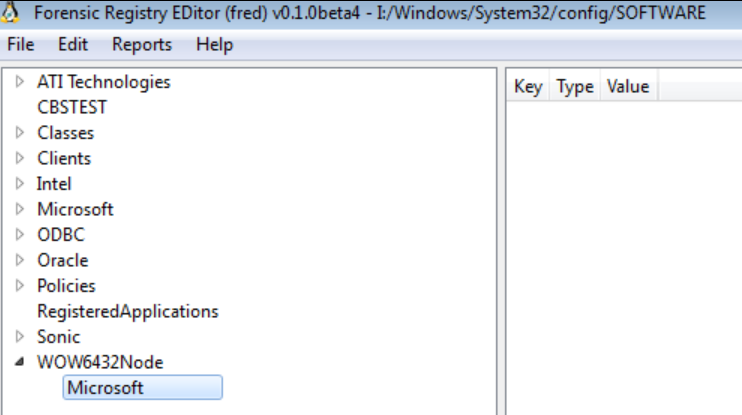 Forensic Registry EDitor (fred) v0.1.0beta4 - I:/Windows/System32/config/SOFTWARE
File Edit Reports Help
Key Type Value
ATI Technologies
CBSTEST
Classes
Clients
Intel
Microsoft
ODBC
Oracle
Policies
RegisteredApplications
Sonic
WOW6432Node
Microsoft